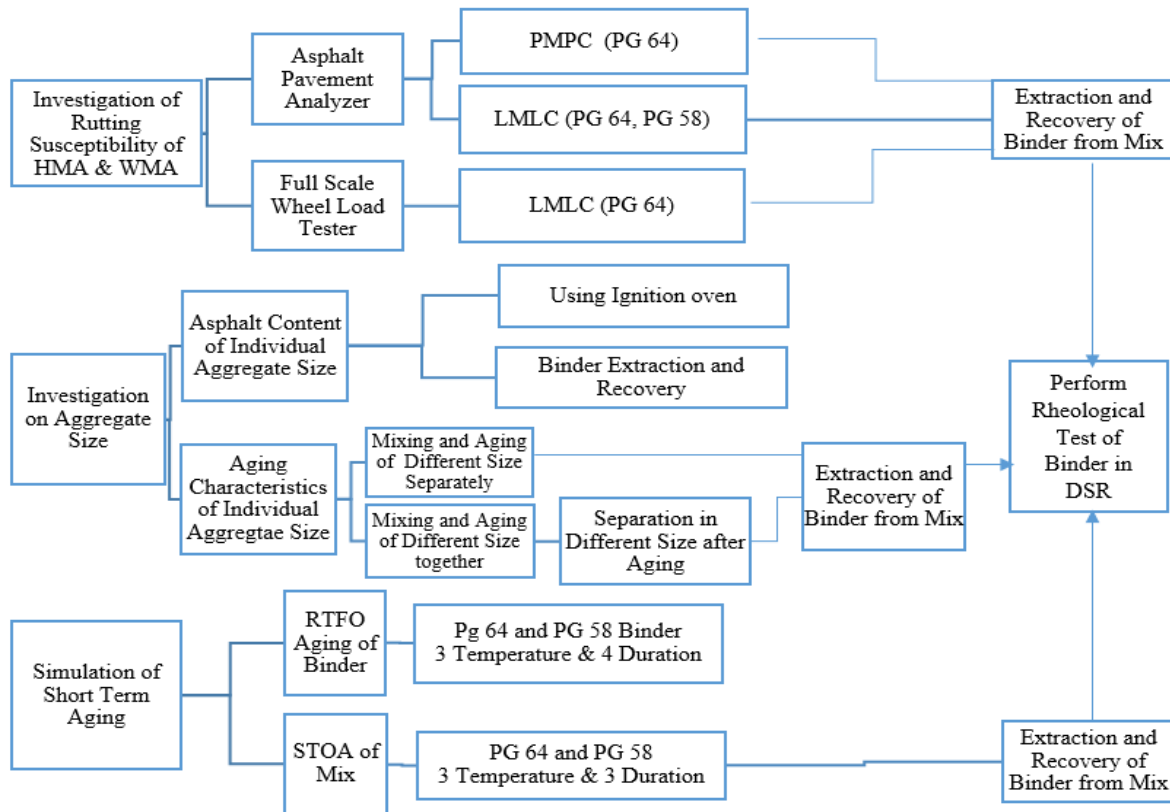 Investigation of
Rutting
Susceptibility of
HMA & WMA
Asphalt
Pavement
Analyzer
Full Scale
Wheel Load
Tester
PMPC (PG 64)
LMLC (PG 64, PG 58)
LMLC (PG 64)
Extraction and
Recovery of
Binder from Mix
Investigation
on Aggregate
Size
Asphalt Content
of Individual
Aggregate Size
Using Ignition oven
Binder Extraction and
Recovery
Aging
Characteristics
of Individual
Aggregtae Size
Mixing and Aging
of Different Size
Separately
Mixing and Aging
of Different Size
together
Separation in
Different Size after
Aging
Extraction and
Recovery of
Binder from Mix
Perform
Rheological
Test of
Binder in
DSR
Simulation of
Short Term
Aging
RTFO
Aging of
Binder
Pg 64 and PG 58 Binder
3 Temperature & 4 Duration
STOA of
Mix
PG 64 and PG 58
3 Temperature & 3 Duration
Extraction and
Recovery of
Binder from Mix